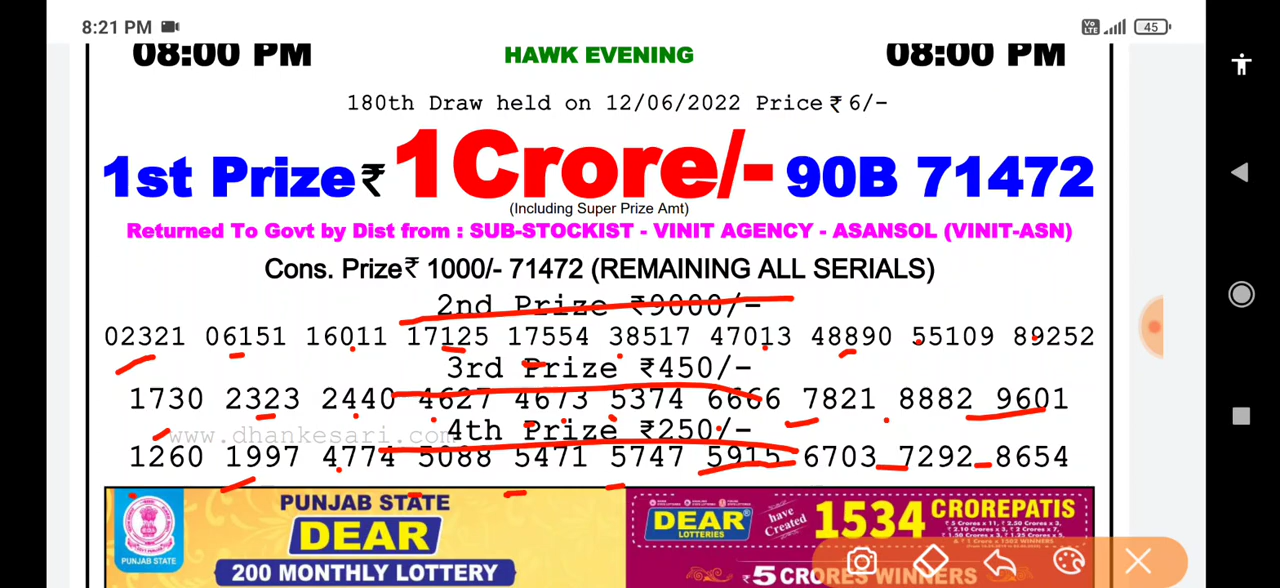 8:21 PM
Vo LTE 45
08:00 PM HAWK EVENING 08:00 PM
180th Draw held on 12/06/2022 Price ₹ 6/-
1st Prize ₹ 1 Crore/- 90B 71472
(Including Super Prize Amt)
Returned To Govt by Dist from : SUB-STOCKIST - VINIT AGENCY - ASANSOL (VINIT-ASN)
Cons. Prize ₹ 1000/- 71472 (REMAINING ALL SERIALS)
2nd Prize ₹9000/-
02321 06151 16011 17125 17554 38517 47013 48890 55109 89252
3rd Prize ₹450/-
1730 2323 2440 4627 4673 5374 6666 7821 8882 9601
www.dhankesari.com
4th Prize ₹250/-
1260 1997 4774 5088 5471 5747 5915 6703 7292 8654
PUNJAB STATE
DEAR
200 MONTHLY LOTTERY
PUNJAB STATE
DEAR LOTTERIES
have Created
1534 CROREPATIS
₹ 5 CRORES WINNERS